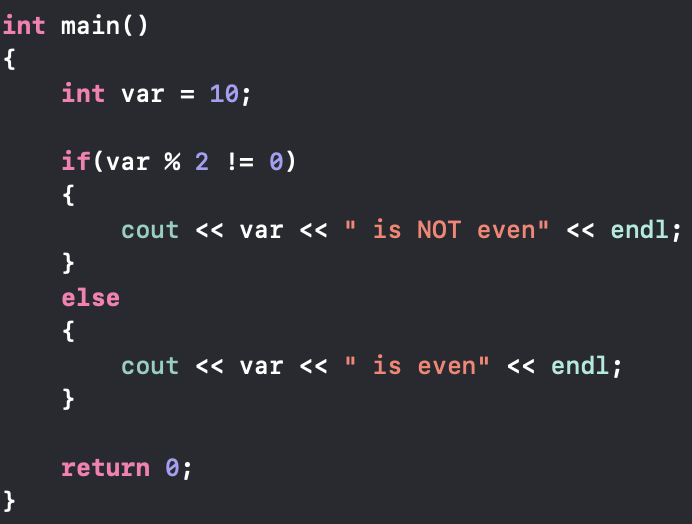 int main()
{
    int var = 10;

    if(var % 2 != 0)
    {
        cout << var << " is NOT even" << endl;
    }
    else
    {
        cout << var << " is even" << endl;
    }

    return 0;
}